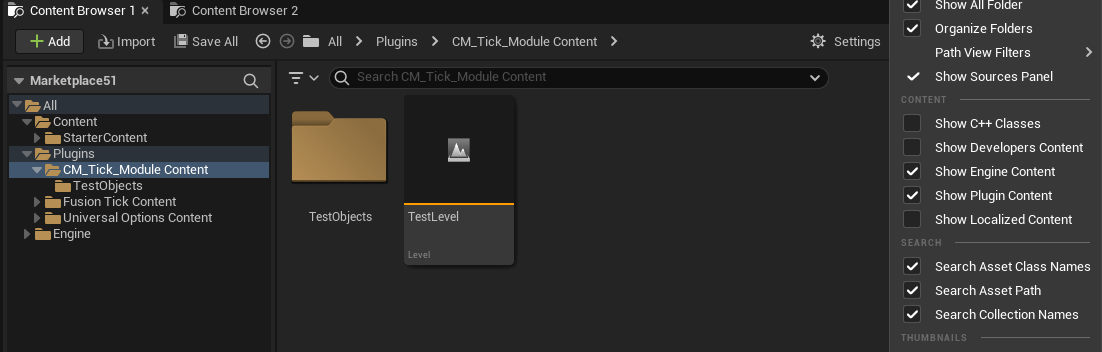 Content Browser 1
Content Browser 2
Add
Import
Save All
All
Plugins
CM_Tick_Module Content
Settings
Marketplace51
Search CM_Tick_Module Content
All
Content
StarterContent
Plugins
CM_Tick_Module Content
TestObjects
Fusion Tick Content
Universal Options Content
Engine
TestObjects
TestLevel
Level
Show All Folder
Organize Folders
Path View Filters
Show Sources Panel
CONTENT
Show C++ Classes
Show Developers Content
Show Engine Content
Show Plugin Content
Show Localized Content
SEARCH
Search Asset Class Names
Search Asset Path
Search Collection Names
THUMBNAILS